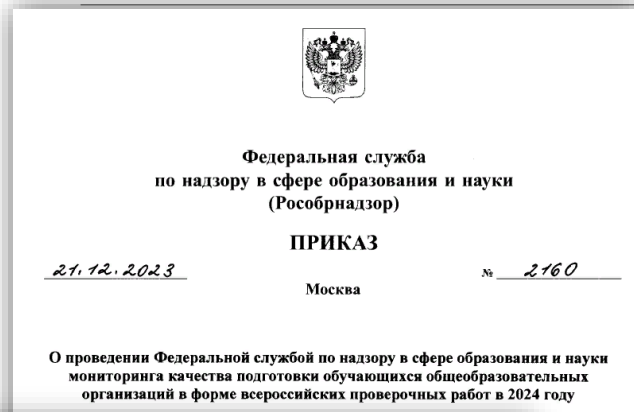 Федеральная служба
по надзору в сфере образования и науки
(Рособрнадзор)
ПРИКАЗ
21.12.2023 № 2160
Москва
О проведении Федеральной службой по надзору в сфере образования и науки
мониторинга качества подготовки обучающихся общеобразовательных
организаций в форме всероссийских проверочных работ в 2024 году